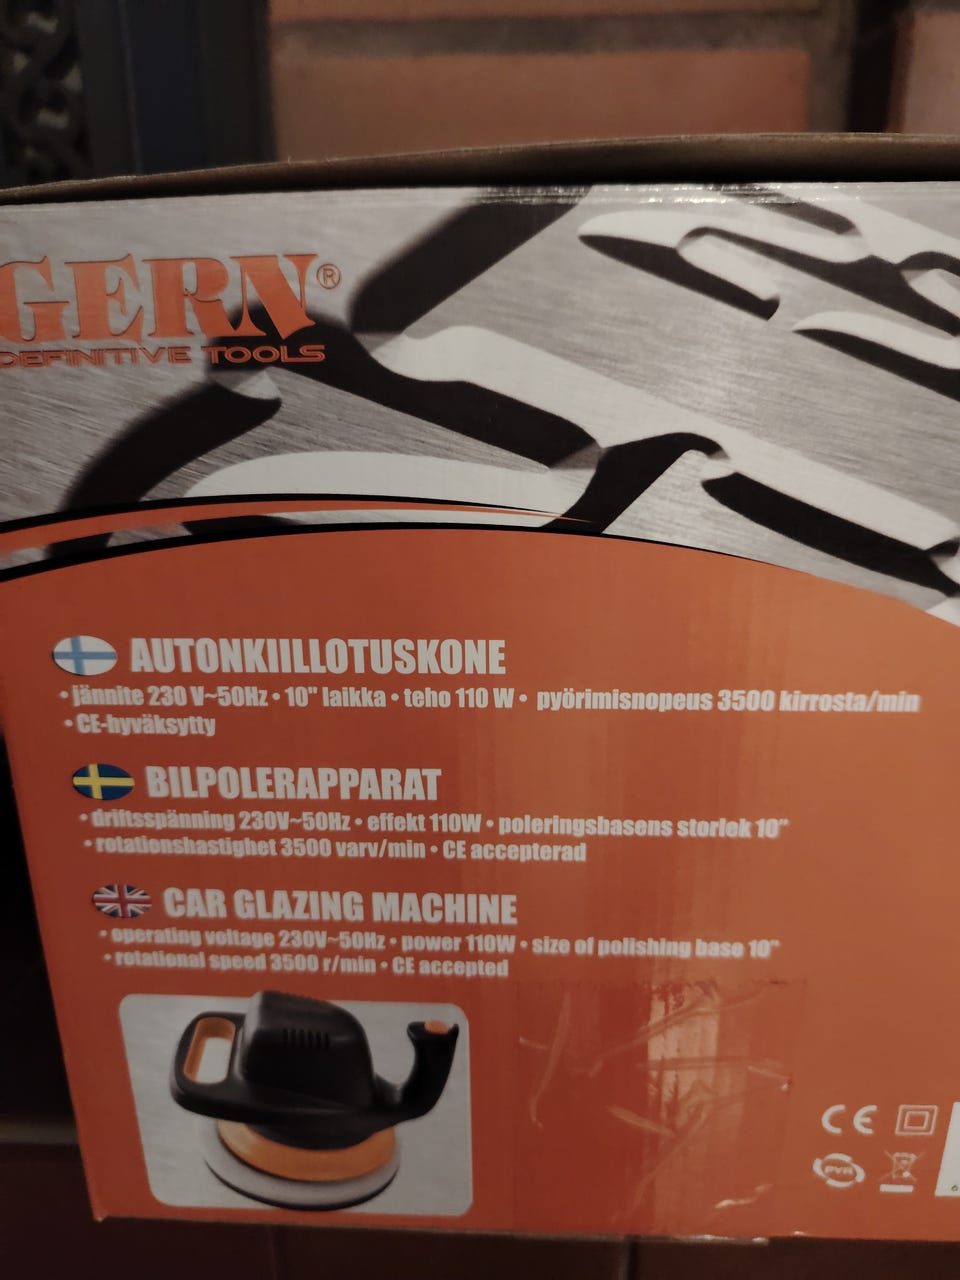 GERN®
DEFINITIVE TOOLS
AUTONKIILLOTUSKONE
• jännite 230 V~50Hz • 10" laikka • teho 110 W • pyörimisnopeus 3500 kirrosta/min
• CE-hyväksytty
BILPOLERAPPARAT
• driftsspänning 230V~50Hz • effekt 110W • poleringsbasens storlek 10"
• rotationshastighet 3500 varv/min • CE accepterad
CAR GLAZING MACHINE
• operating voltage 230V~50Hz • power 110W • size of polishing base 10"
• rotational speed 3500 r/min • CE accepted
CE
PYR
6